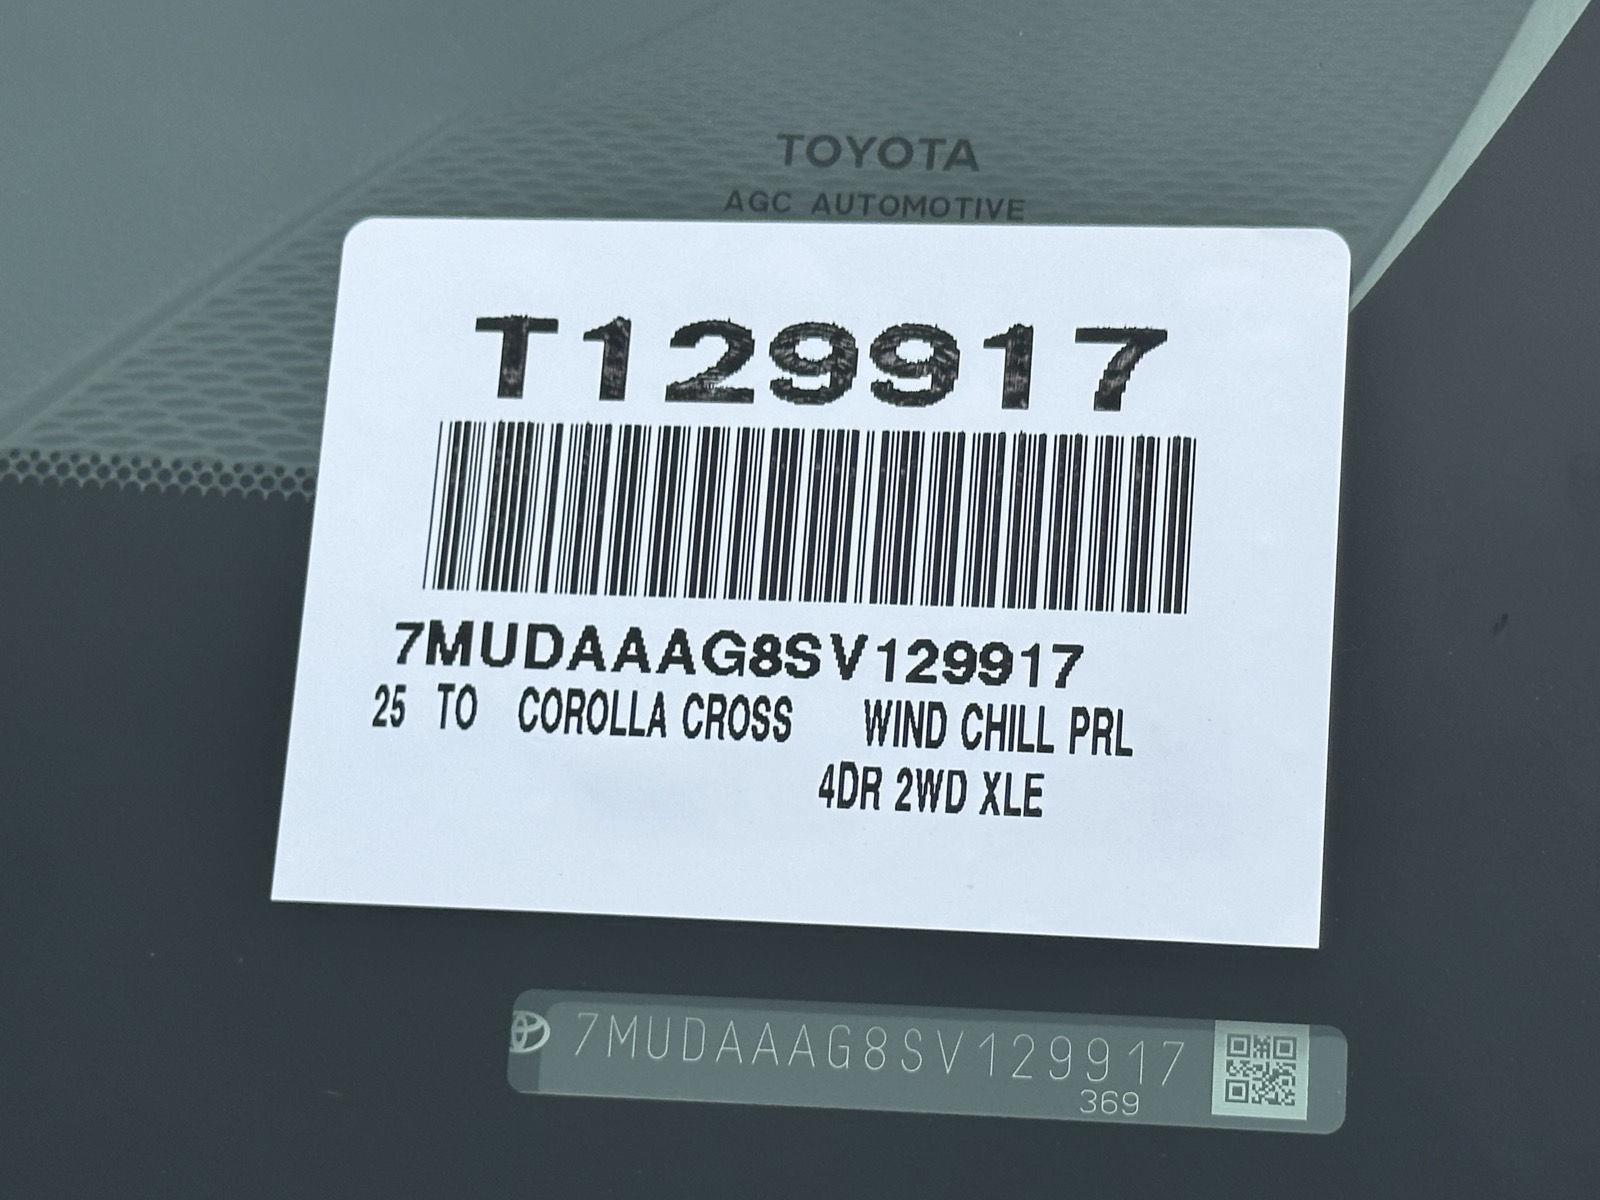 TOYOTA
AGC AUTOMOTIVE
T129917
7MUDAAAG8SV129917
25 TO COROLLA CROSS WIND CHILL PRL
4DR 2WD XLE
7MUDAAAG8SV129917
369